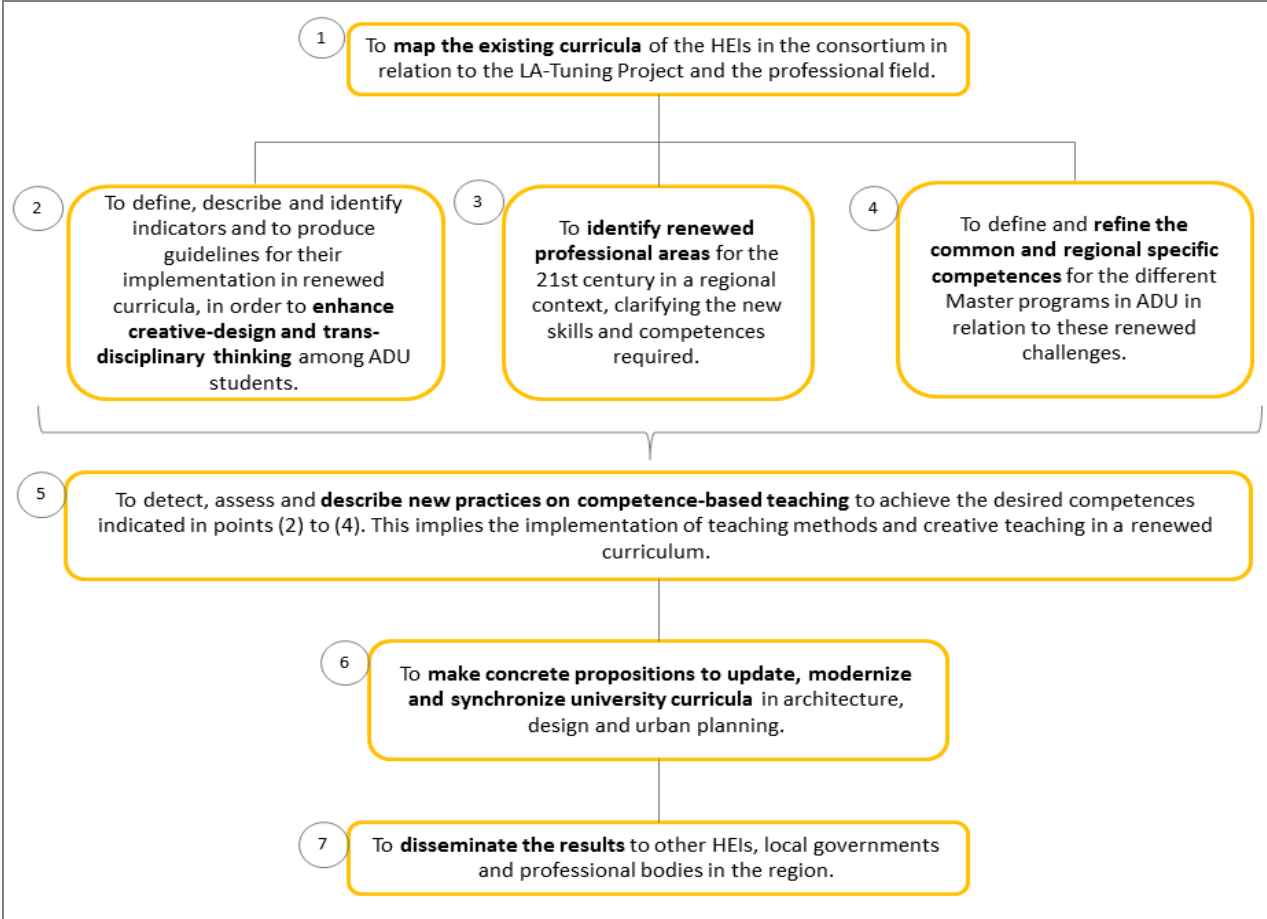 1
To map the existing curricula of the HEIs in the consortium in
relation to the LA-Tuning Project and the professional field.
2
To define, describe and identify
indicators and to produce
guidelines for their
implementation in renewed
curricula, in order to enhance
creative-design and trans-
disciplinary thinking among ADU
students.
3
To identify renewed
professional areas for the
21st century in a regional
context, clarifying the new
skills and competences
required.
4
To define and refine the
common and regional specific
competences for the different
Master programs in ADU in
relation to these renewed
challenges.
5
To detect, assess and describe new practices on competence-based teaching to achieve the desired competences
indicated in points (2) to (4). This implies the implementation of teaching methods and creative teaching in a renewed
curriculum.
6
To make concrete propositions to update, modernize
and synchronize university curricula in architecture,
design and urban planning.
7
To disseminate the results to other HEIs, local governments
and professional bodies in the region.